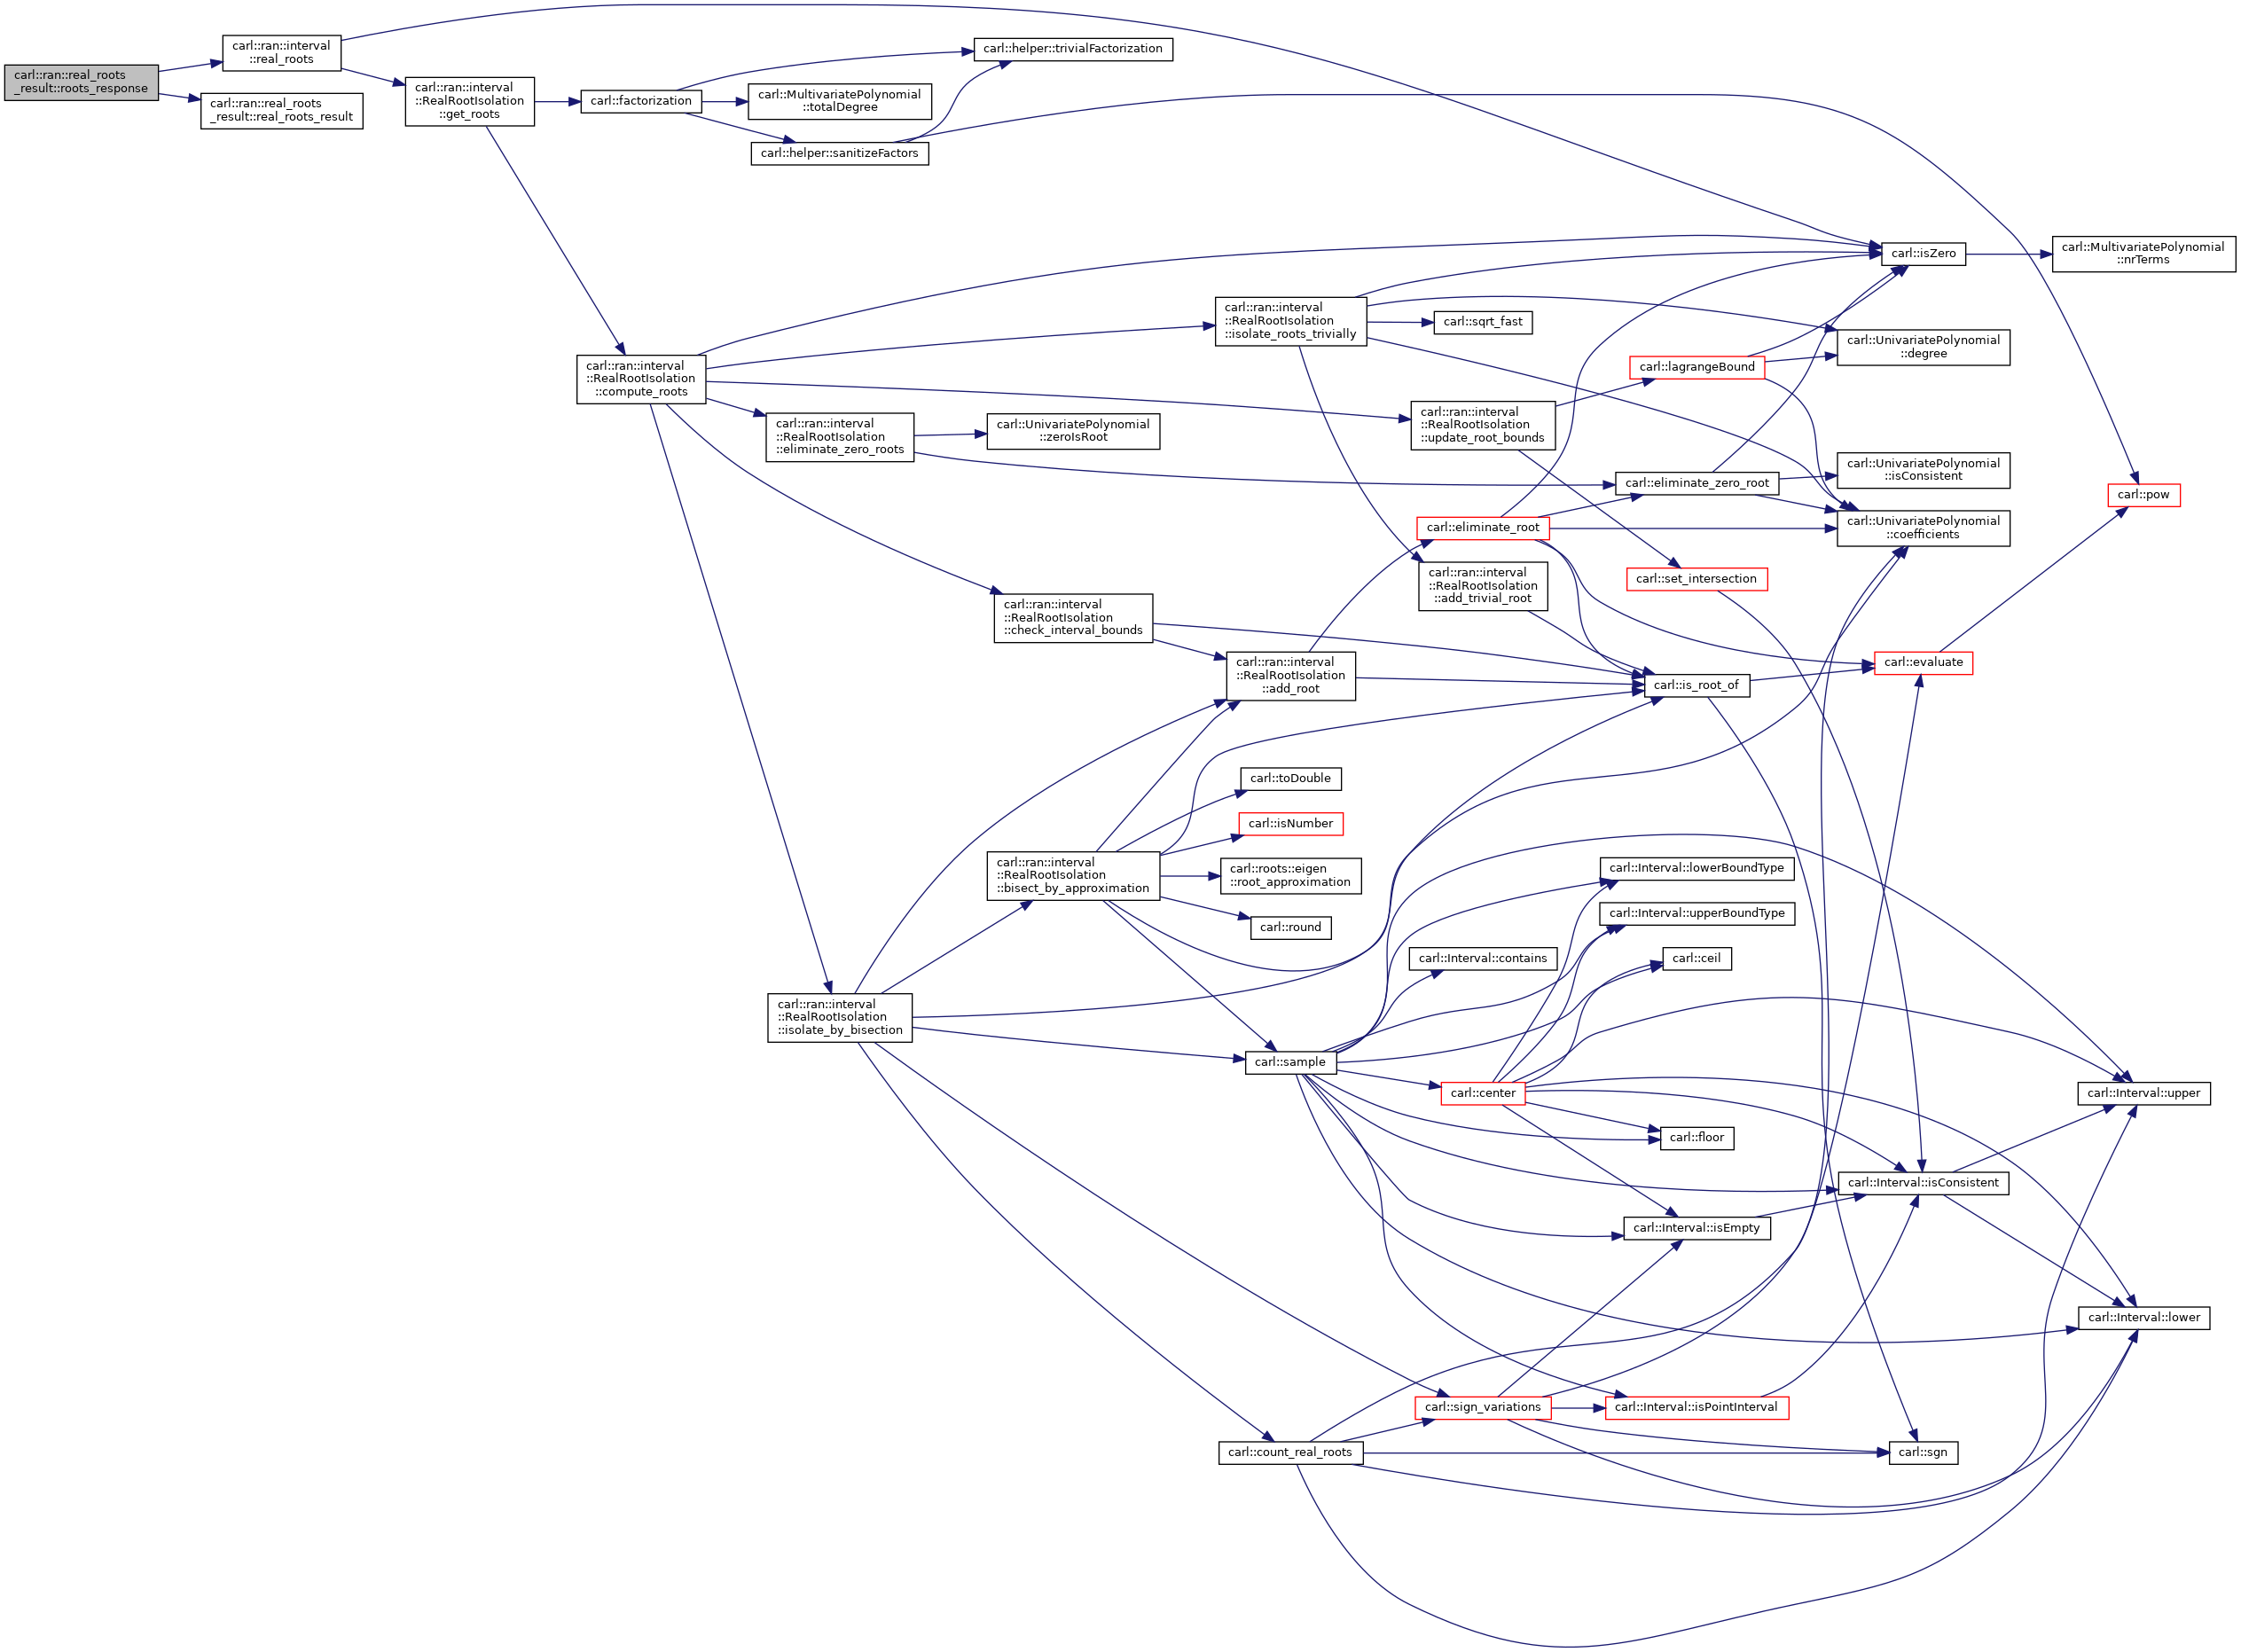 carl::ran::real_roots
_result::roots_response
carl::ran::interval
::real_roots
carl::ran::real_roots
_result::real_roots_result
carl::ran::interval
::RealRootIsolation
::get_roots
carl::factorization
carl::helper::trivialFactorization
carl::MultivariatePolynomial
::totalDegree
carl::helper::sanitizeFactors
carl::isZero
carl::MultivariatePolynomial
::nrTerms
carl::ran::interval
::RealRootIsolation
::compute_roots
carl::ran::interval
::RealRootIsolation
::isolate_roots_trivially
carl::sqrt_fast
carl::UnivariatePolynomial
::degree
carl::lagrangeBound
carl::ran::interval
::RealRootIsolation
::update_root_bounds
carl::ran::interval
::RealRootIsolation
::eliminate_zero_roots
carl::UnivariatePolynomial
::zeroIsRoot
carl::eliminate_zero_root
carl::UnivariatePolynomial
::isConsistent
carl::pow
carl::eliminate_root
carl::UnivariatePolynomial
::coefficients
carl::set_intersection
carl::ran::interval
::RealRootIsolation
::add_trivial_root
carl::ran::interval
::RealRootIsolation
::check_interval_bounds
carl::ran::interval
::RealRootIsolation
::add_root
carl::is_root_of
carl::evaluate
carl::toDouble
carl::isNumber
carl::ran::interval
::RealRootIsolation
::bisect_by_approximation
carl::roots::eigen
::root_approximation
carl::round
carl::Interval::lowerBoundType
carl::Interval::upperBoundType
carl::Interval::contains
carl::ceil
carl::ran::interval
::RealRootIsolation
::isolate_by_bisection
carl::sample
carl::center
carl::Interval::upper
carl::floor
carl::Interval::isConsistent
carl::Interval::isEmpty
carl::Interval::lower
carl::sign_variations
carl::Interval::isPointInterval
carl::count_real_roots
carl::sgn